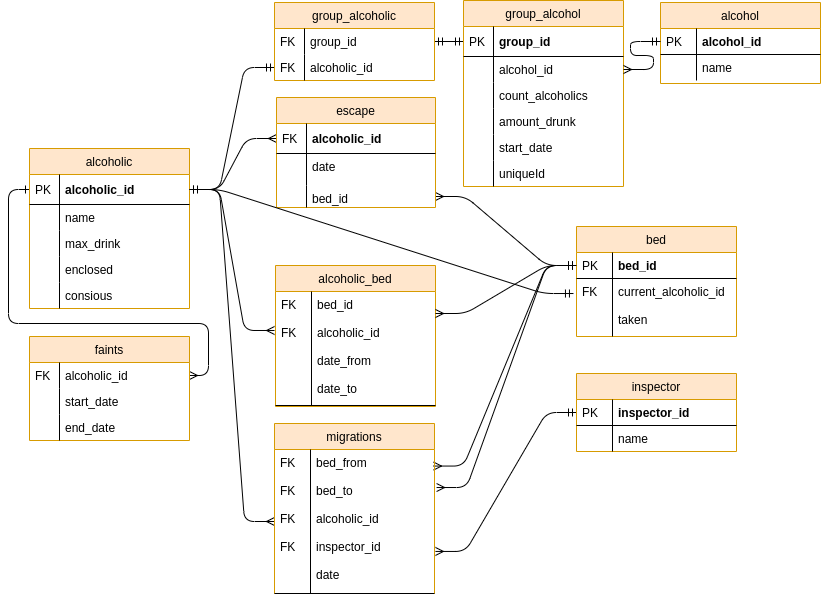 group_alcoholic
FK group_id
FK alcoholic_id
group_alcohol
PK group_id
alcohol_id
count_alcoholics
amount_drunk
start_date
uniqueId
alcohol
PK alcohol_id
name
escape
FK alcoholic_id
date
bed_id
alcoholic
PK alcoholic_id
name
max_drink
enclosed
consious
bed
PK bed_id
FK current_alcoholic_id
taken
alcoholic_bed
FK bed_id
FK alcoholic_id
date_from
date_to
faints
FK alcoholic_id
start_date
end_date
inspector
PK inspector_id
name
migrations
FK bed_from
FK bed_to
FK alcoholic_id
FK inspector_id
date